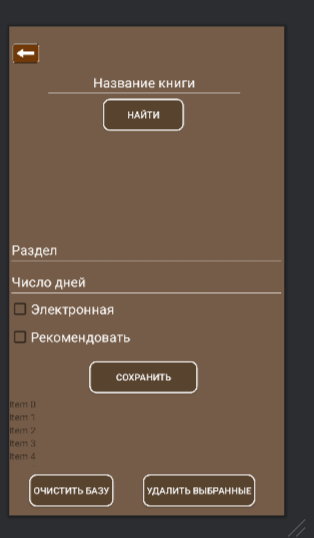 Название книги
НАЙТИ
Раздел
Число дней
Электронная
Рекомендовать
СОХРАНИТЬ
Item 0
Item 1
Item 2
Item 3
Item 4
ОЧИСТИТЬ БАЗУ
УДАЛИТЬ ВЫБРАННЫЕ